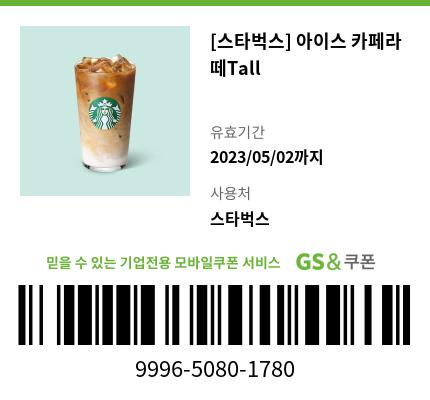 [스타벅스] 아이스 카페라
떼Tall
유효기간
2023/05/02까지
사용처
스타벅스
믿을 수 있는 기업전용 모바일쿠폰 서비스 GS&쿠폰
9996-5080-1780